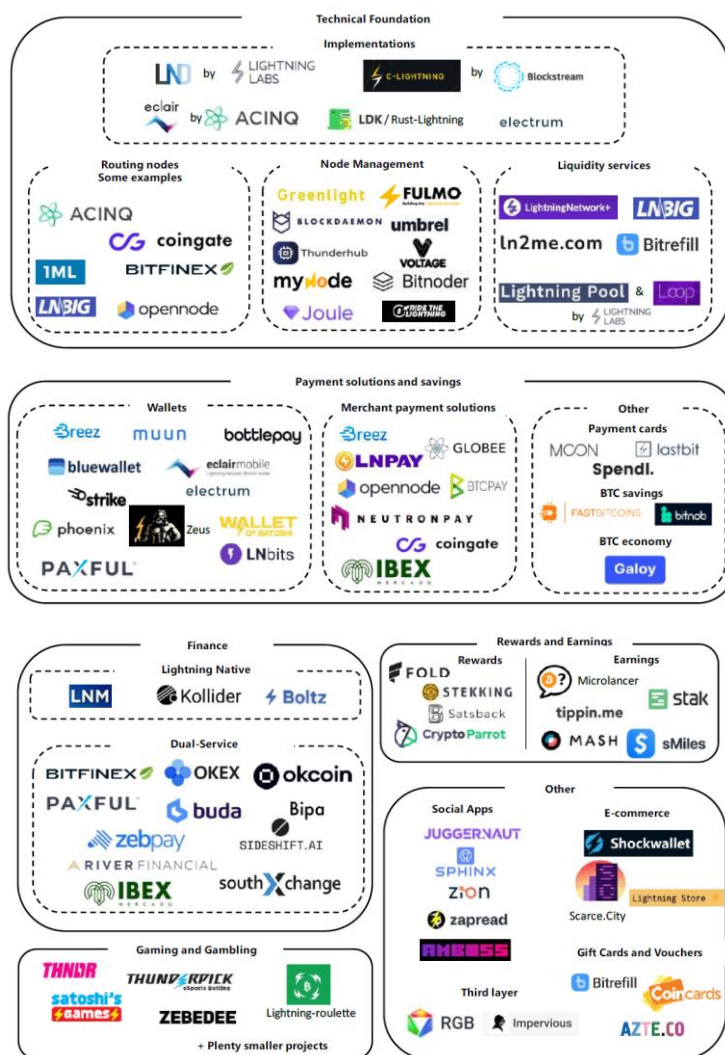 Technical Foundation
Implementations
LND by LIGHTNING LABS
C-LIGHTNING by Blockstream
eclair by ACINQ
LDK / Rust-Lightning
electrum
Routing nodes
Some examples
ACINQ
coingate
1ML
BITFINEX
LNBIG
opennode
Node Management
Greenlight
FULMO
BLOCKDAEMON
umbrel
Thunderhub
VOLTAGE
myNode
Bitnoder
Joule
RIDE THE LIGHTNING
Liquidity services
LightningNetwork+
LNBIG
ln2me.com
Bitrefill
Lightning Pool & Loop
by LIGHTNING LABS
Payment solutions and savings
Wallets
Breez
muun
bottlepay
bluewallet
eclairmobile
strike
electrum
phoenix
Zeus
WALLET OF SATOSHI
LNbits
PAXFUL
Merchant payment solutions
Breez
GLOBEE
LNPAY
opennode
BTCPAY
NEUTRONPAY
coingate
IBEX
MERCADO
Other
Payment cards
MOON
lastbit
Spendl.
BTC savings
FASTBITCOINS
bitnob
BTC economy
Galoy
Finance
Lightning Native
LNM
Kollider
Boltz
Dual-Service
BITFINEX
OKEX
okcoin
PAXFUL
buda
Bipa
zebpay
SIDESHIFT.AI
RIVER FINANCIAL
IBEX
MERCADO
southXchange
Rewards and Earnings
Rewards
FOLD
STEKKING
Satsback
CryptoParrot
Earnings
Microlancer
stak
tippin.me
MASH
sMiles
Gaming and Gambling
THNDR
THUNDERPICK
eSports Betting
satoshi's games
ZEBEDEE
Lightning-roulette
+ Plenty smaller projects
Other
Social Apps
JUGGERNAUT
SPHINX
zion
zapread
AMBOSS
E-commerce
Shockwallet
Scarce.City
Lightning Store
Gift Cards and Vouchers
Bitrefill
Coincards
AZTE.CO
Third layer
RGB
Impervious